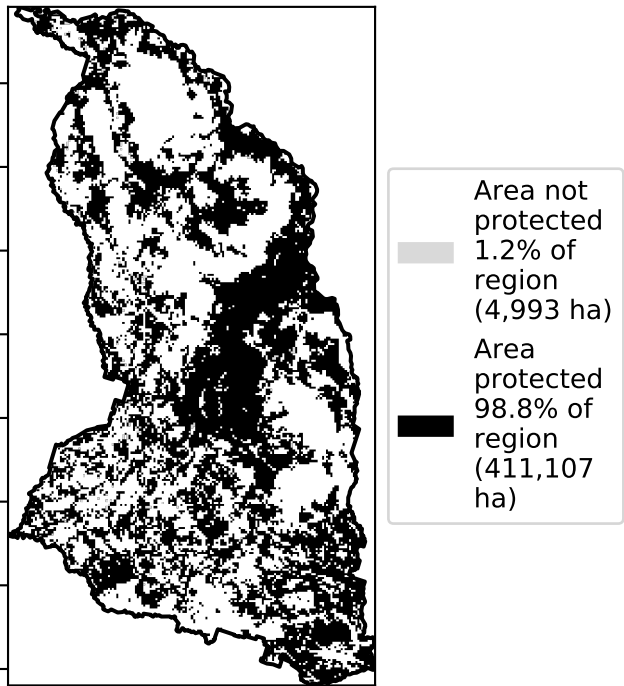 Area not
protected
1.2% of
region
(4,993 ha)
Area
protected
98.8% of
region
(411,107
ha)